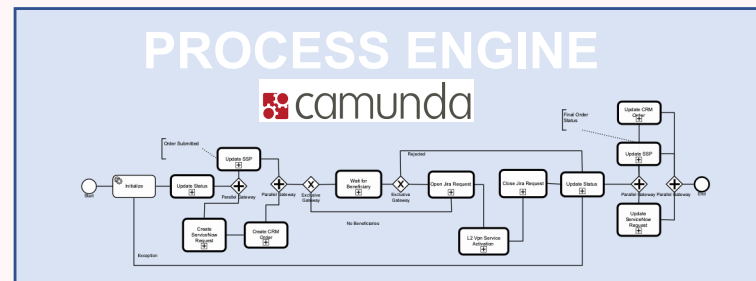 PROCESS ENGINE
camunda
Update CRM
Order
Final Order
Status
Order Submitted
Update SSP
Update SSP
Rejected
Initialize
Update Status
Wait for
Beneficiary
Open Jira Request
Close Jira Request
Update Status
Start
Parallel Gateway
Parallel Gateway
Exclusive
Gateway
Exclusive
Gateway
Parallel Gateway
Parallel Gateway
End
Create
ServiceNow
Request
Create CRM
Order
No Beneficiaries
Update
ServiceNow
Request
L2 Vpn Service
Activation
Exception